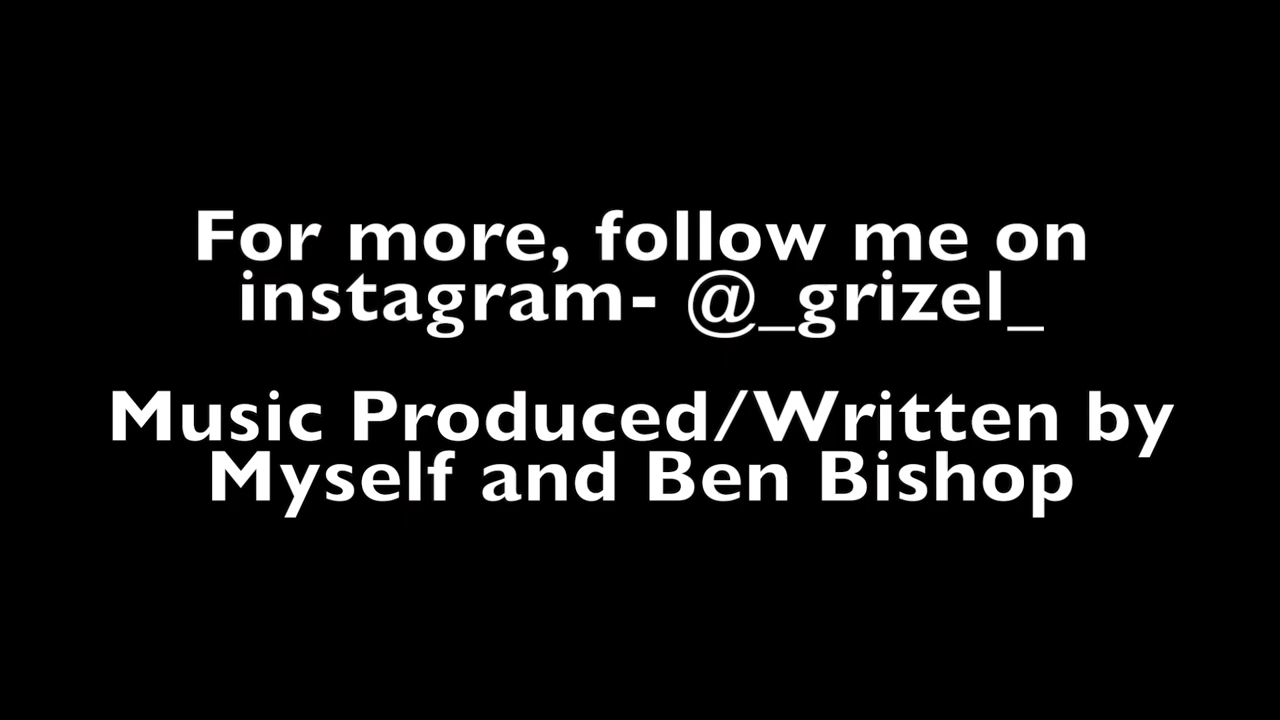 For more, follow me on
instagram- @_grizel_
Music Produced/Written by
Myself and Ben Bishop